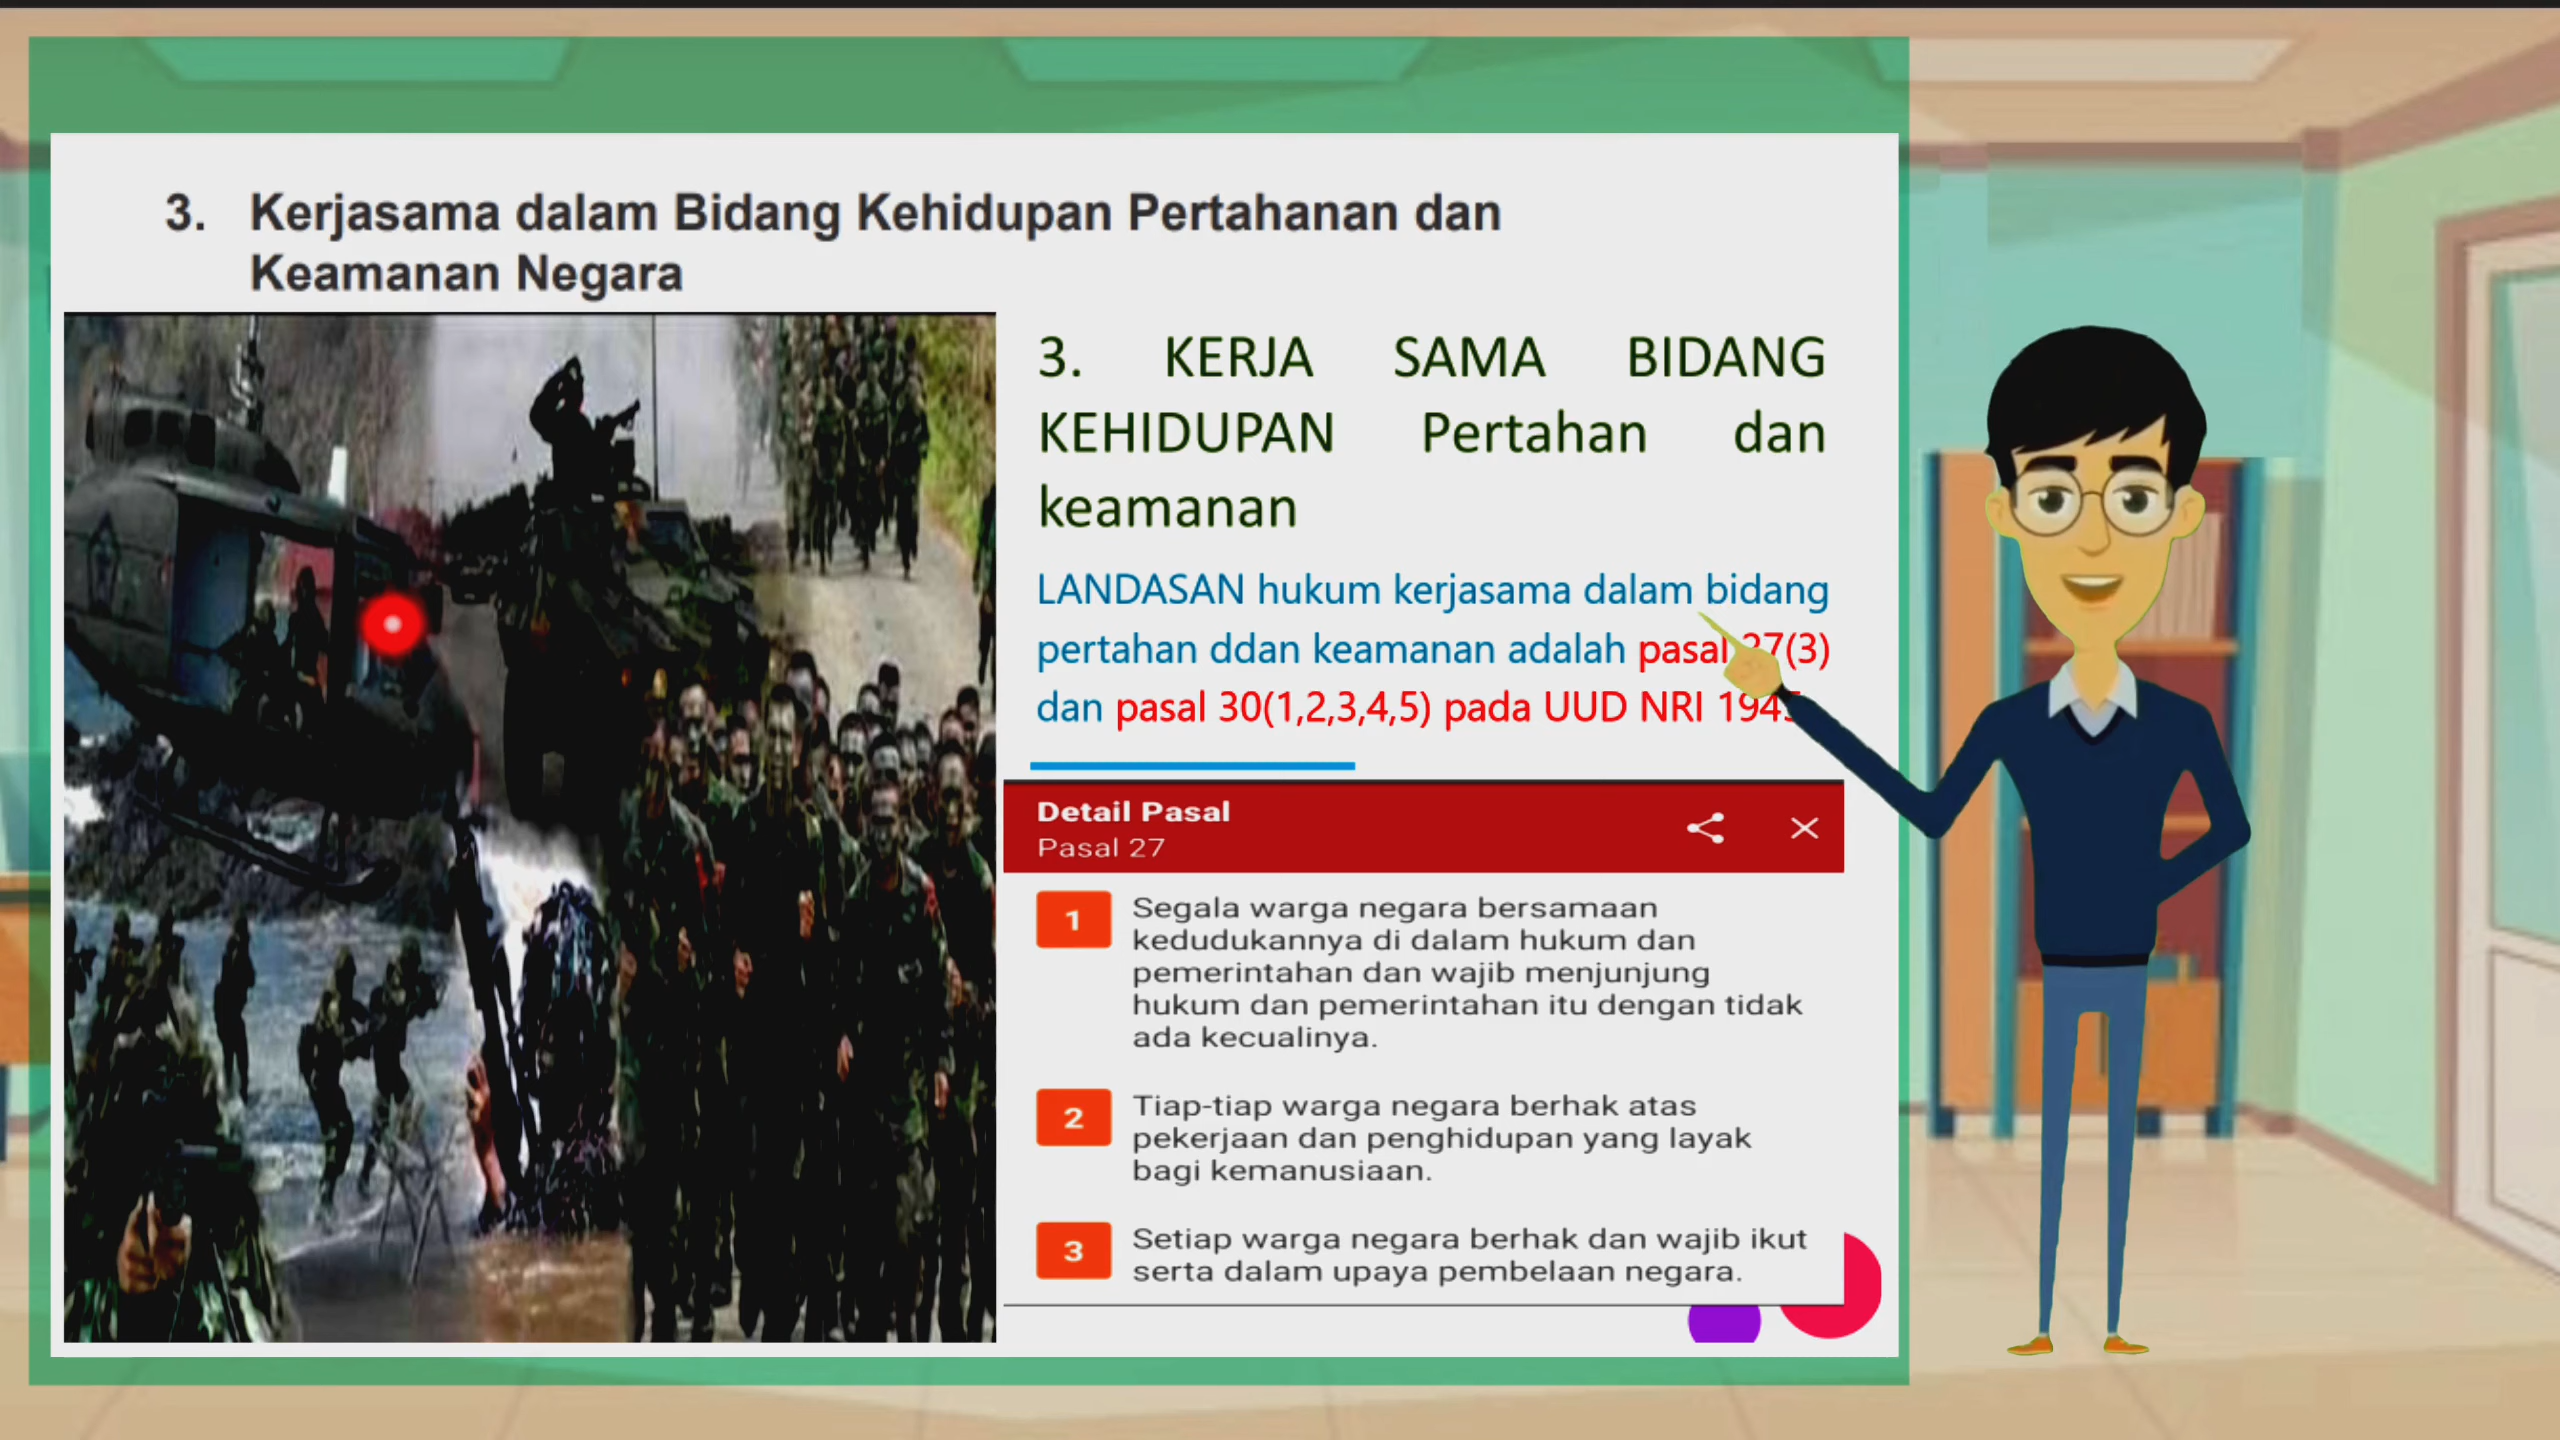 3. Kerjasama dalam Bidang Kehidupan Pertahanan dan
Keamanan Negara
3. KERJA SAMA BIDANG
KEHIDUPAN Pertahan dan
keamanan
LANDASAN hukum kerjasama dalam bidang
pertahan ddan keamanan adalah pasal 27(3)
dan pasal 30(1,2,3,4,5) pada UUD NRI 1945
Detail Pasal
Pasal 27
1 Segala warga negara bersamaan
kedudukannya di dalam hukum dan
pemerintahan dan wajib menjunjung
hukum dan pemerintahan itu dengan tidak
ada kecualinya.
2 Tiap-tiap warga negara berhak atas
pekerjaan dan penghidupan yang layak
bagi kemanusiaan.
3 Setiap warga negara berhak dan wajib ikut
serta dalam upaya pembelaan negara.